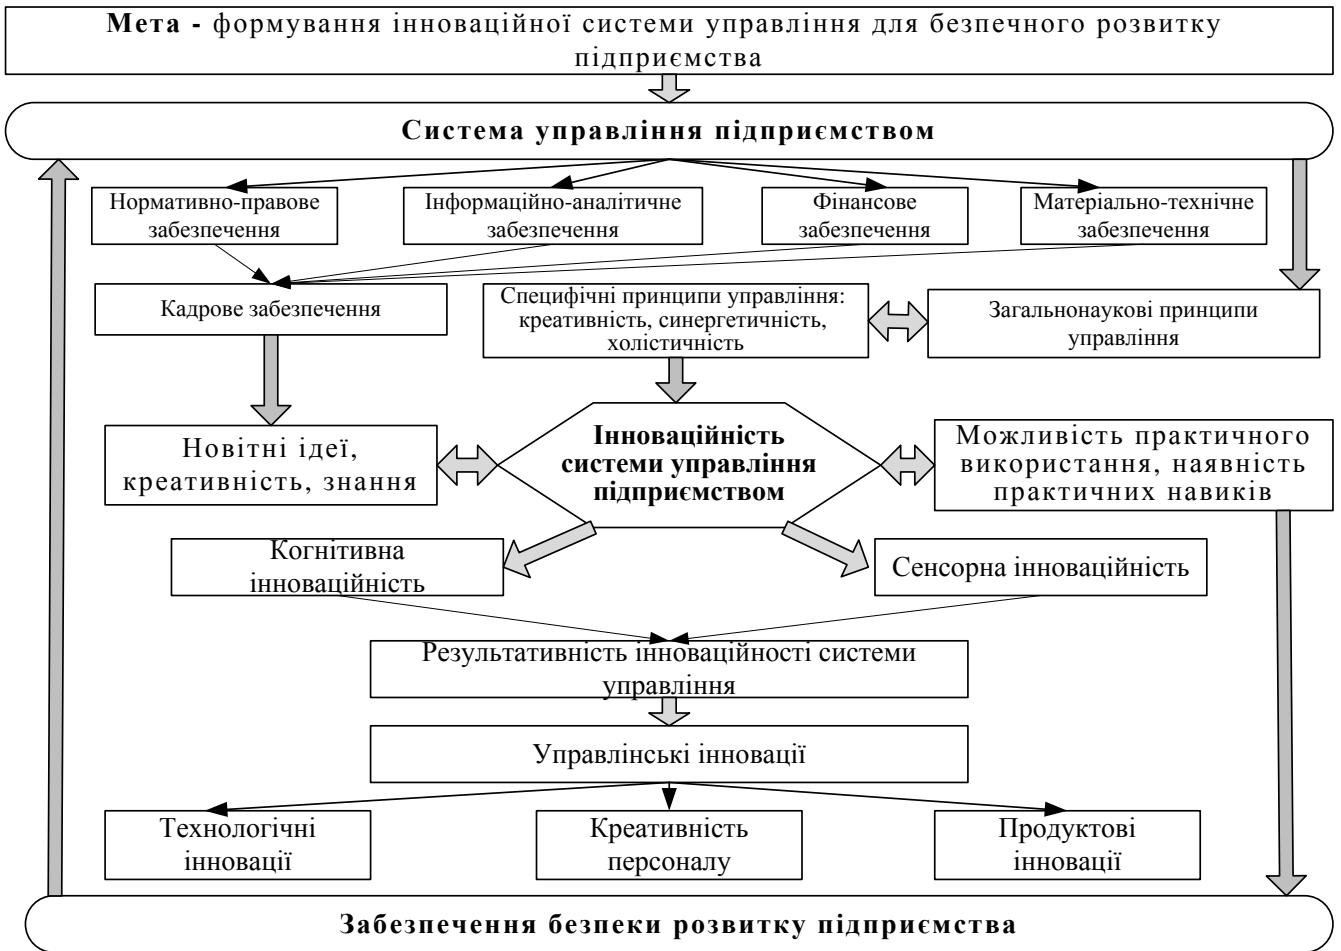 Мета - формування інноваційної системи управління для безпечного розвитку
підприємства
Система управління підприємством
Нормативно-правове
забезпечення
Інформаційно-аналітичне
забезпечення
Фінансове
забезпечення
Матеріально-технічне
забезпечення
Кадрове забезпечення
Специфічні принципи управління:
креативність, синергетичність,
холістичність
Загальнонаукові принципи
управління
Новітні ідеї,
креативність, знання
Інноваційність
системи управління
підприємством
Можливість практичного
використання, наявність
практичних навиків
Когнітивна
інноваційність
Сенсорна інноваційність
Результативність інноваційності системи
управління
Управлінські інновації
Технологічні
інновації
Креативність
персоналу
Продуктові
інновації
Забезпечення безпеки розвитку підприємства